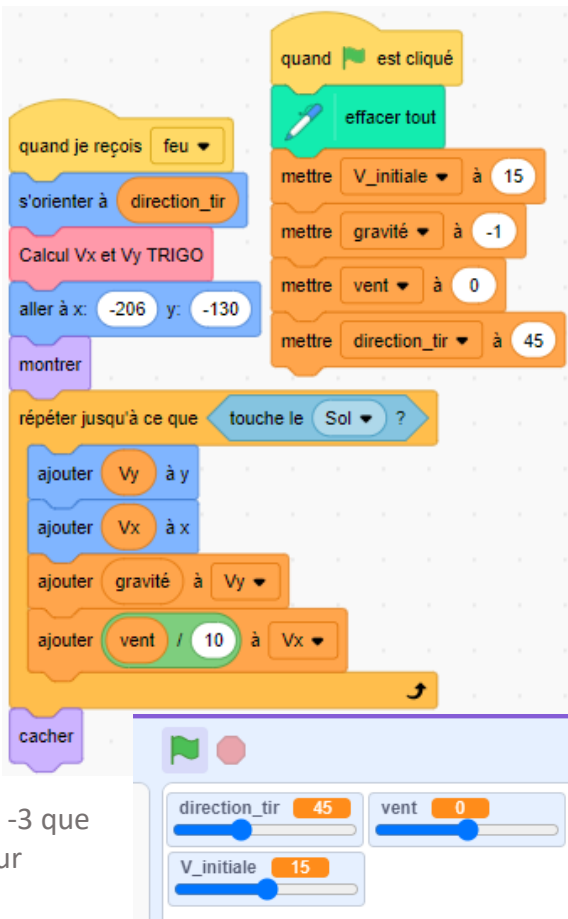 quand est cliqué
effacer tout
mettre V_initiale à 15
mettre gravité à -1
mettre vent à 0
mettre direction_tir à 45
quand je reçois feu
s'orienter à direction_tir
Calcul Vx et Vy TRIGO
aller à x: -206 y: -130
montrer
répéter jusqu'à ce que touche le Sol ?
ajouter Vy à y
ajouter Vx à x
ajouter gravité à Vy
ajouter vent / 10 à Vx
cacher
-3 que
ur
direction_tir 45
vent 0
V_initiale 15